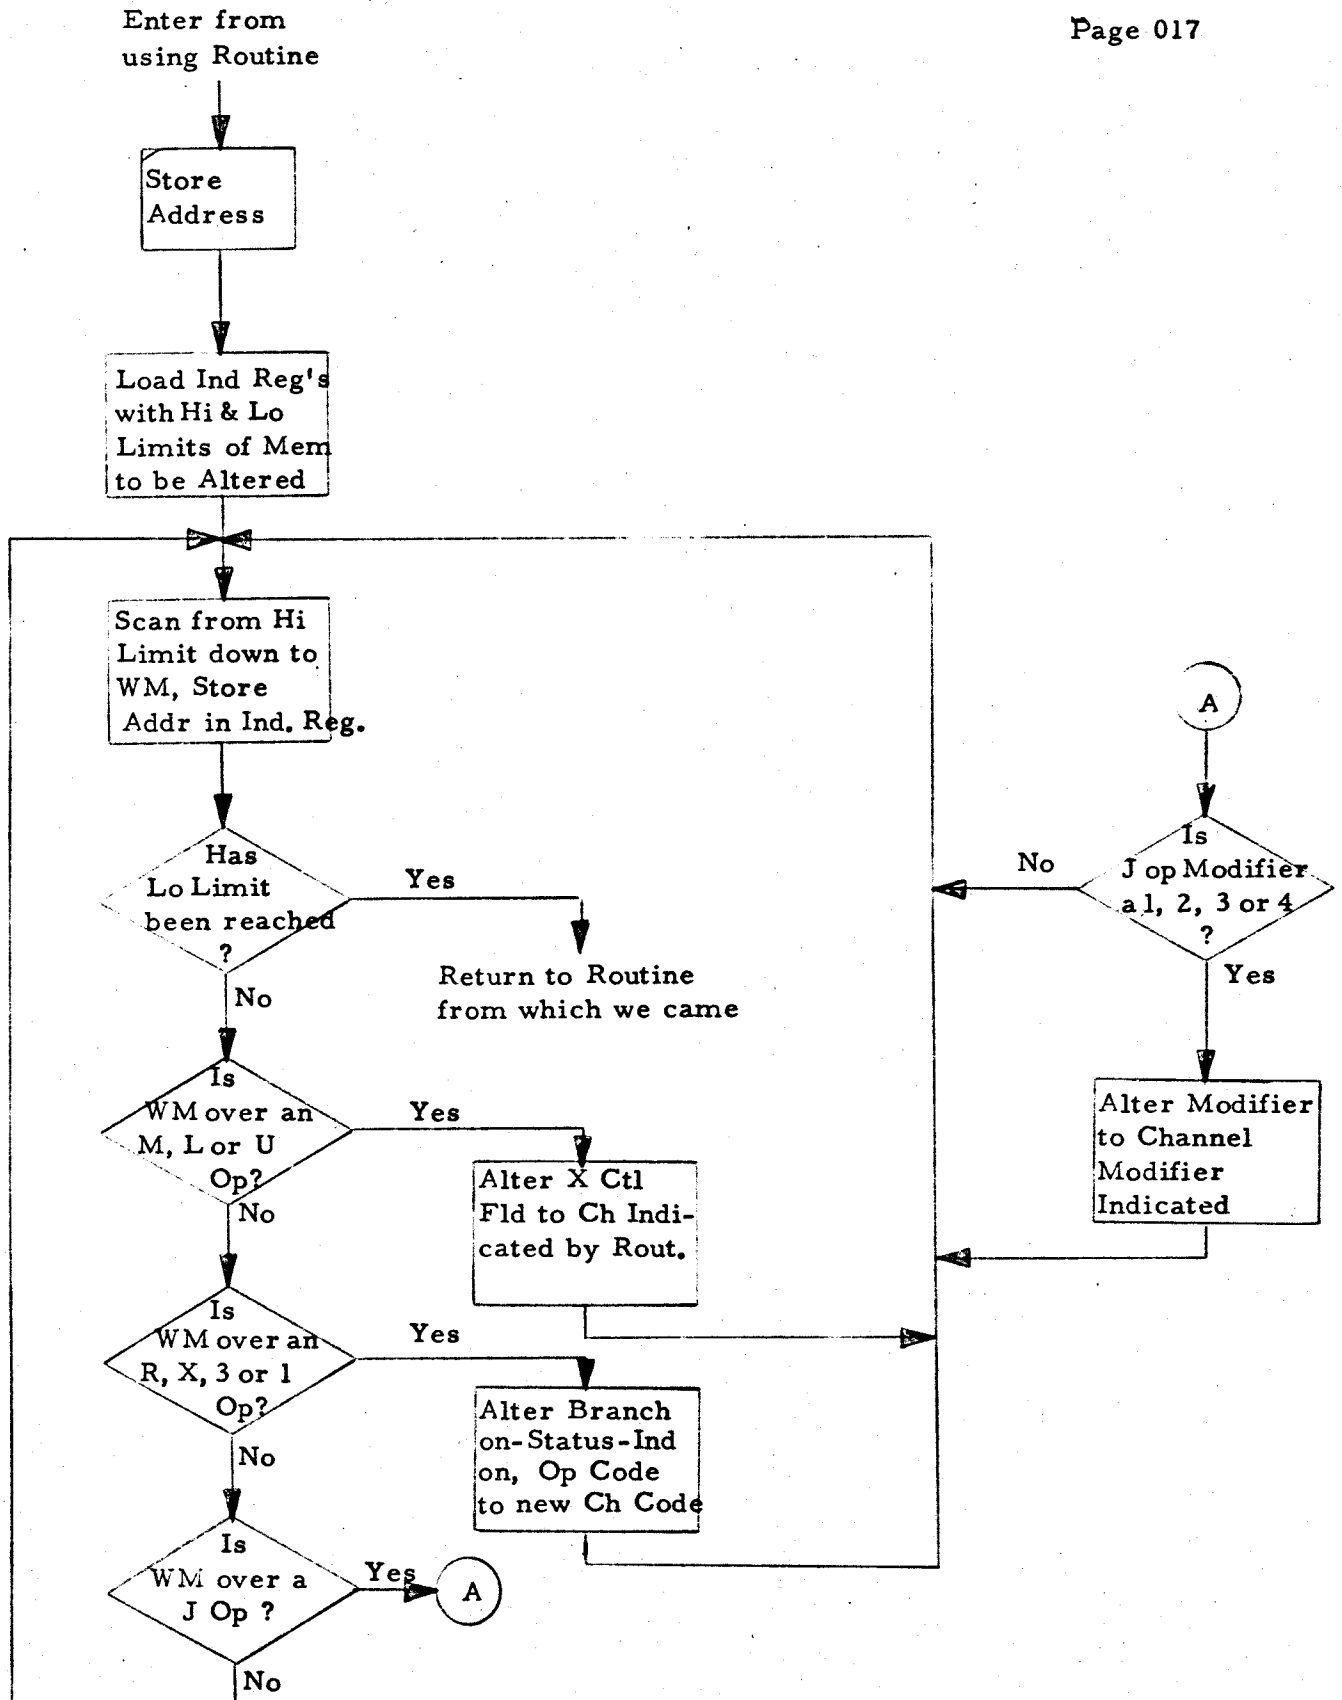 Enter from
using Routine
Page 017
Store
Address
Load Ind Reg's
with Hi & Lo
Limits of Mem
to be Altered
Scan from Hi
Limit down to
WM, Store
Addr in Ind. Reg.
Has
Lo Limit
been reached
?
Yes
No
Return to Routine
from which we came
Is
WM over an
M, L or U
Op?
Yes
No
Alter X Ctl
Fld to Ch Indi-
cated by Rout.
Is
WM over an
R, X, 3 or 1
Op?
Yes
No
Alter Branch
on-Status-Ind
on, Op Code
to new Ch Code
Is
WM over a
J Op ?
Yes
A
No
A
Is
J op Modifier
a 1, 2, 3 or 4
?
No
Yes
Alter Modifier
to Channel
Modifier
Indicated